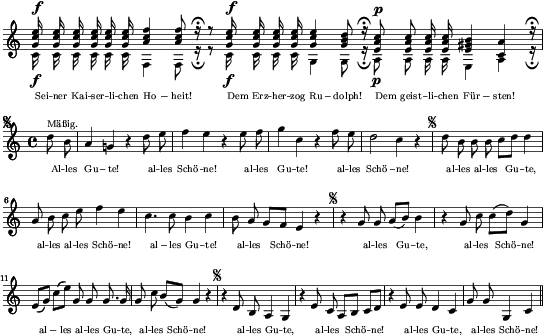 f f p
f f p
Sei-ner Kai-ser-li-chen Ho – heit! Dem Erz-her-zog Ru – dolph! Dem geist-li-chen Für – sten!
Mäßig.
Al-les Gu – te! al-les Schö-ne! al-les Gu-te! al-les Schö-ne! al-les al-les Gu-te,
6
al-les al-les Schö-ne! al – les Gu-te! al-les Schö-ne! al-les Gu-te, al-les Schö-ne!
11
al – les al-les Gu-te, al-les Schö-ne! al-les Gu-te, al-les Schö-ne! al-les Gu-te, al-les Schö-ne!